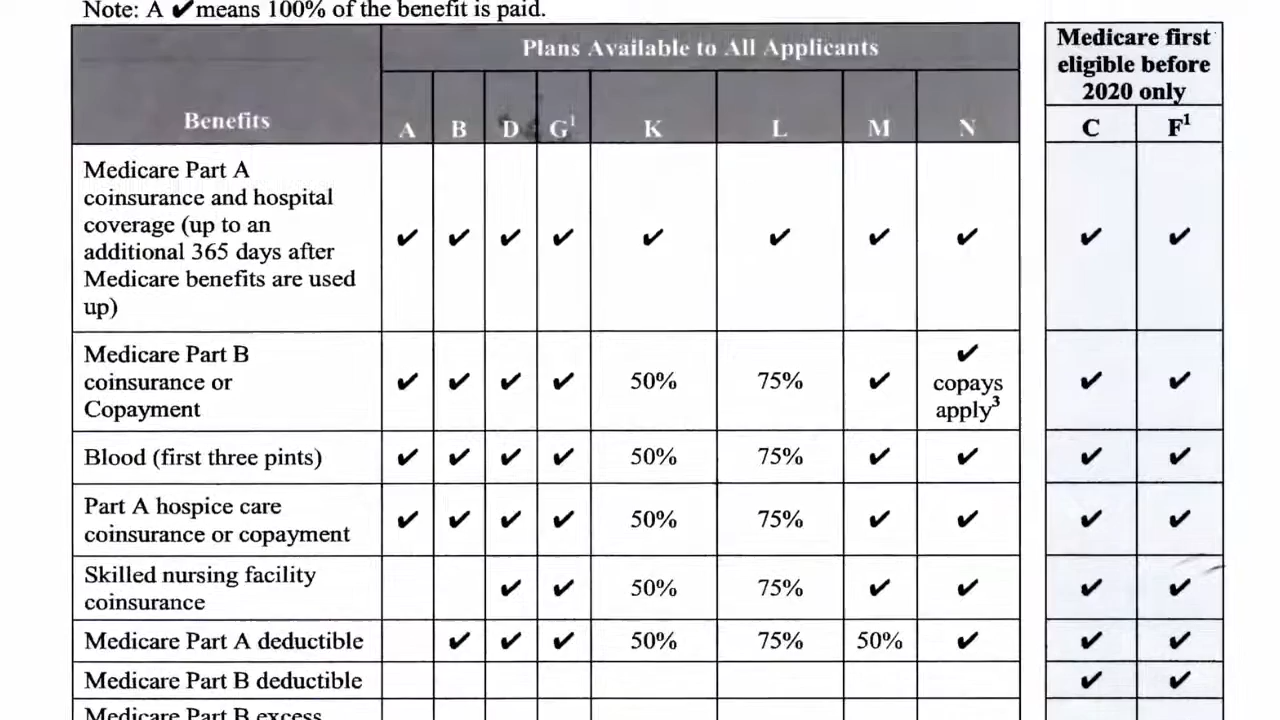 Note: A ✔ means 100% of the benefit is paid.
Plans Available to All Applicants
Medicare first
eligible before
2020 only
Benefits
A B D G¹ K L M N C F¹
Medicare Part A
coinsurance and hospital
coverage (up to an
additional 365 days after
Medicare benefits are used
up)
✔ ✔ ✔ ✔ ✔ ✔ ✔ ✔ ✔ ✔
Medicare Part B
coinsurance or
Copayment
✔ ✔ ✔ ✔ 50% 75% ✔ ✔
copays
apply³
✔ ✔
Blood (first three pints) ✔ ✔ ✔ ✔ 50% 75% ✔ ✔ ✔ ✔
Part A hospice care
coinsurance or copayment
✔ ✔ ✔ ✔ 50% 75% ✔ ✔ ✔ ✔
Skilled nursing facility
coinsurance
✔ ✔ 50% 75% ✔ ✔ ✔ ✔
Medicare Part A deductible ✔ ✔ ✔ 50% 75% 50% ✔ ✔ ✔
Medicare Part B deductible ✔ ✔
Medicare Part B excess